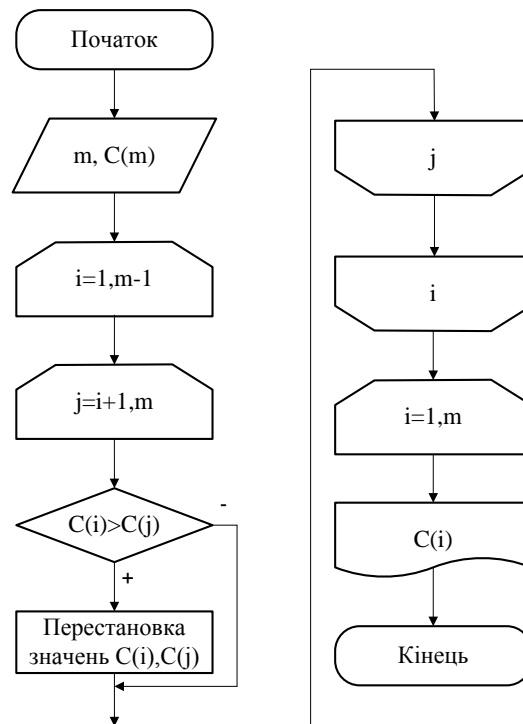 Початок
m, C(m)
i=1,m-1
j=i+1,m
C(i)>C(j)
-
+
Перестановка
значень C(i),C(j)
j
i
i=1,m
C(i)
Кінець